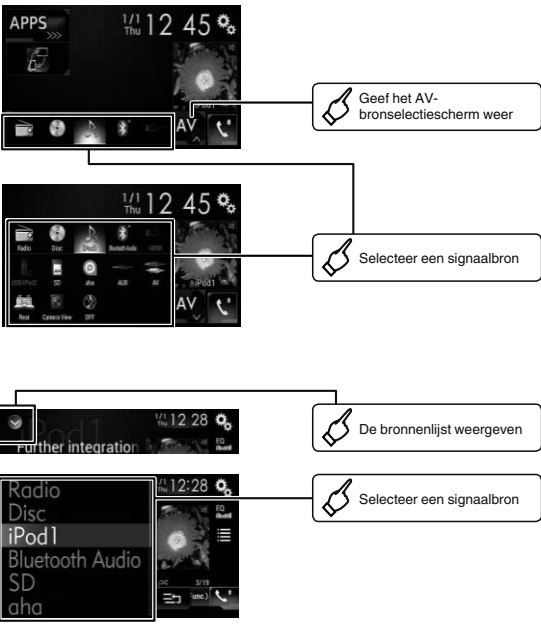 APPS
1/1
Thu
12 45
iPod1
AV
Geef het AV-
bronselectiescherm weer
1/1
Thu
12 45
Radio
Disc
iPod1
Bluetooth Audio
HDMI
USB/iPod2
SD
aha
AUX
AV
iPod1
Rear
Camera View
OFF
AV
Selecteer een signaalbron
iPod1
1/1
Thu
12 28
EQ
Further integration
De bronnenlijst weergeven
Radio
Disc
iPod1
Bluetooth Audio
SD
aha
12:28
EQ
3/19
Selecteer een signaalbron